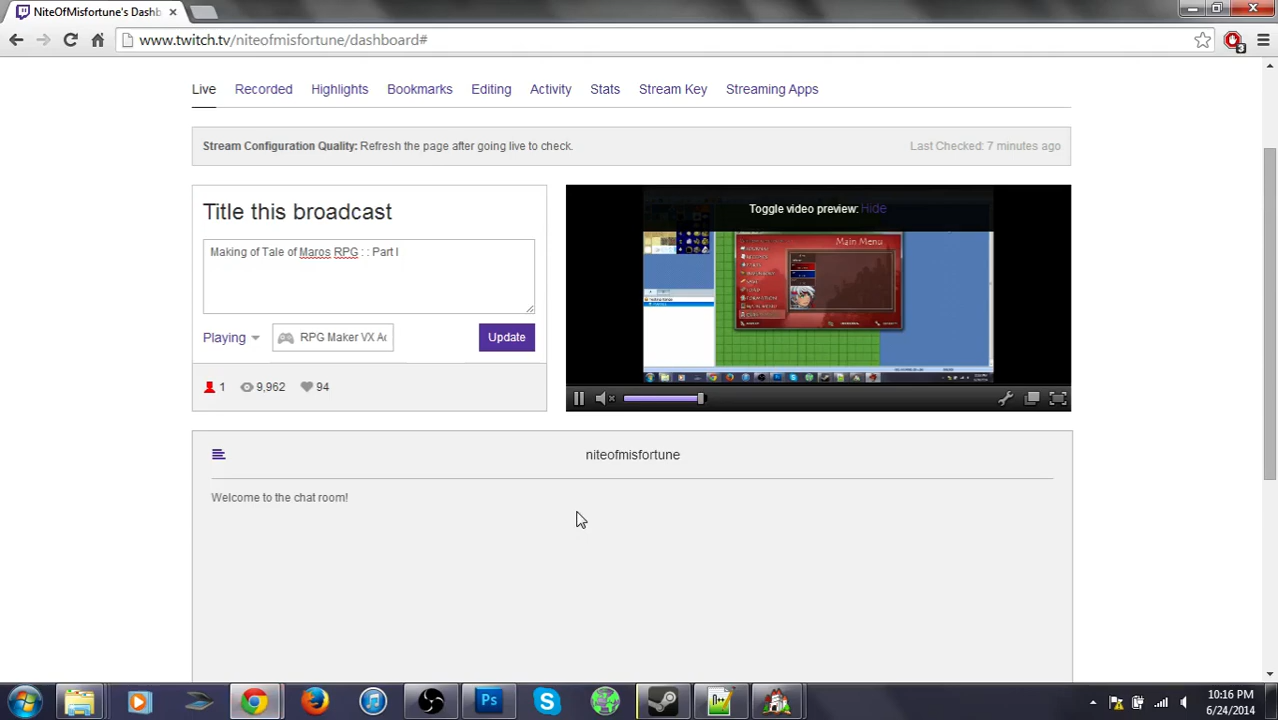 NiteOfMisfortune's Dashb
www.twitch.tv/niteofmisfortune/dashboard#
3
Live Recorded Highlights Bookmarks Editing Activity Stats Stream Key Streaming Apps
Stream Configuration Quality: Refresh the page after going live to check. Last Checked: 7 minutes ago
Title this broadcast
Making of Tale of Maros RPG : : Part I
Playing RPG Maker VX Ac Update
1 9,962 94
Toggle video preview: Hide
Main Menu
niteofmisfortune
Welcome to the chat room!
Ps
10:16 PM
6/24/2014